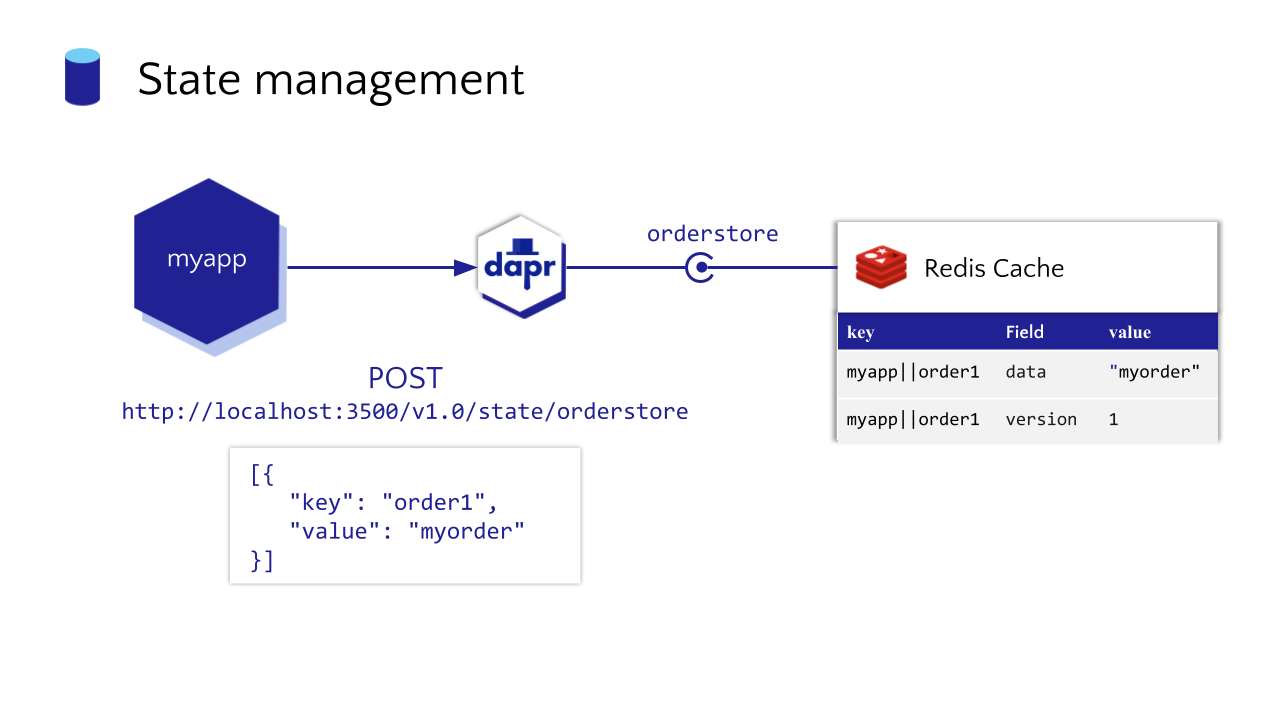 State management
myapp
dapr
orderstore
Redis Cache
key Field value
myapp||order1 data "myorder"
myapp||order1 version 1
POST
http://localhost:3500/v1.0/state/orderstore
[{
"key": "order1",
"value": "myorder"
}]